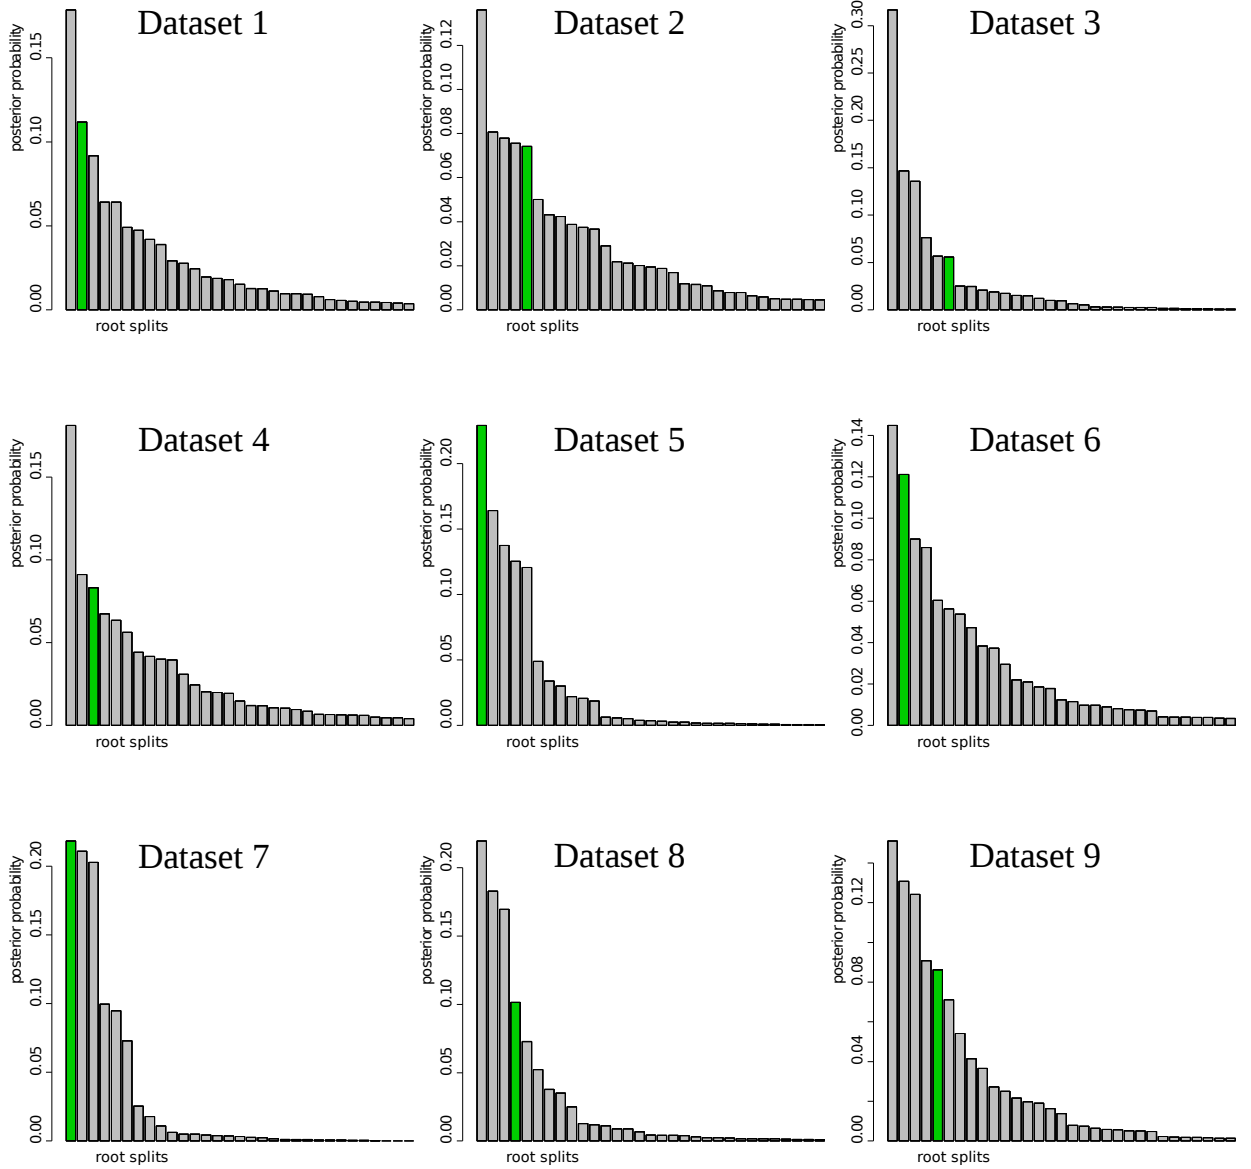 Dataset 1
posterior probability
0.15
0.10
0.05
0.00
root splits
Dataset 2
posterior probability
0.12
0.10
0.08
0.06
0.04
0.02
0.00
root splits
Dataset 3
posterior probability
0.30
0.25
0.20
0.15
0.10
0.05
0.00
root splits
Dataset 4
posterior probability
0.15
0.10
0.05
0.00
root splits
Dataset 5
posterior probability
0.20
0.15
0.10
0.05
0.00
root splits
Dataset 6
posterior probability
0.14
0.12
0.10
0.08
0.06
0.04
0.02
0.00
root splits
Dataset 7
posterior probability
0.20
0.15
0.10
0.05
0.00
root splits
Dataset 8
posterior probability
0.20
0.15
0.10
0.05
0.00
root splits
Dataset 9
posterior probability
0.12
0.08
0.04
0.00
root splits